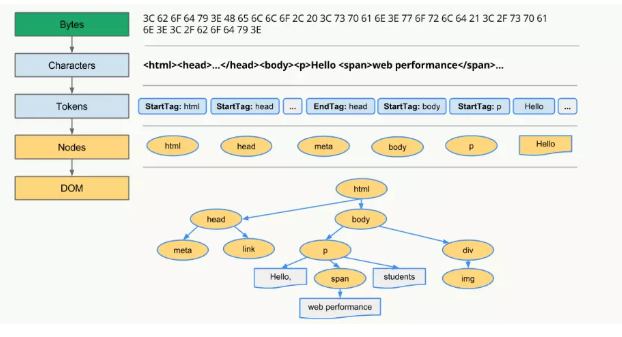 Bytes
3C 62 6F 64 79 3E 48 65 6C 6C 6F 2C 20 3C 73 70 61 6E 3E 77 6F 72 6C 64 21 3C 2F 73 70 61
6E 3E 3C 2F 62 6F 64 79 3E
Characters
<html><head>...</head><body><p>Hello <span>web performance</span>...
Tokens
StartTag: html StartTag: head ... EndTag: head StartTag: body StartTag: p Hello ...
Nodes
html head meta body p Hello
DOM
html
head body
meta link p div
Hello, span students img
web performance